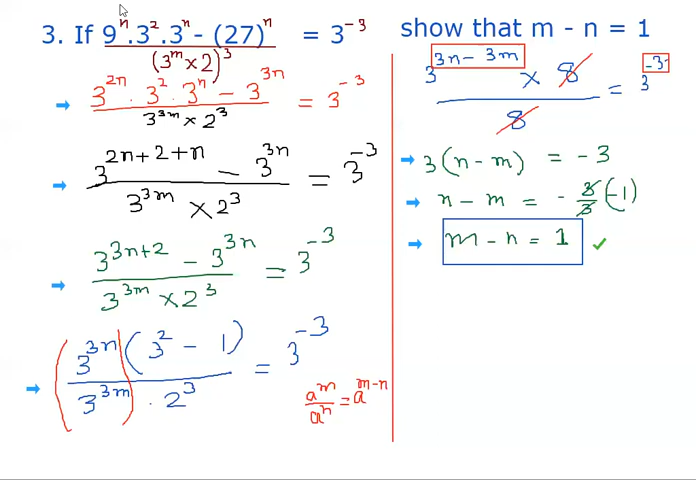 3. If 9ⁿ.3².3ⁿ - (27)ⁿ / (3ᵐ × 2)³ = 3⁻³
→ 3²ⁿ · 3² · 3ⁿ - 3³ⁿ / 3³ᵐ × 2³ = 3⁻³
→ 3²ⁿ⁺²⁺ⁿ - 3³ⁿ / 3³ᵐ × 2³ = 3⁻³
→ 3³ⁿ⁺² - 3³ⁿ / 3³ᵐ × 2³ = 3⁻³
→ (3³ⁿ / 3³ᵐ) (3² - 1) / · 2³ = 3⁻³
aᵐ/aⁿ = aᵐ⁻ⁿ
show that m - n = 1
3³ⁿ⁻³ᵐ × 8 / 8 = 3⁻³
→ 3(n - m) = -3
→ n - m = - 3/3 (-1)
→ m - n = 1 ✓